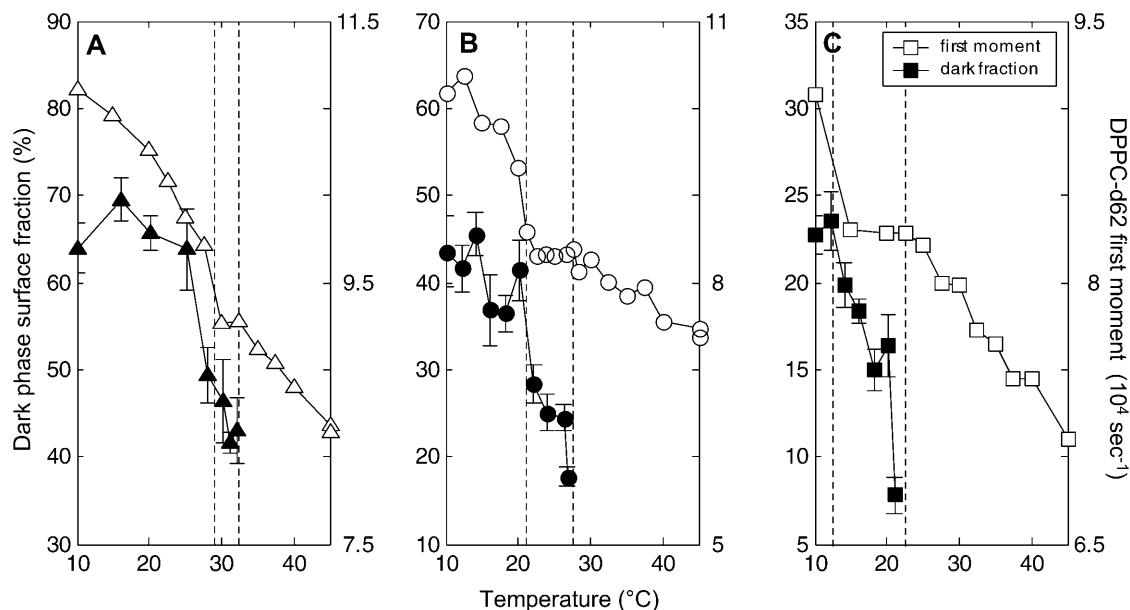 90 11.5 70 11 35 9.5
A B C
first moment
dark fraction
80 60 30
70 50 25
60 9.5 40 8 20 8
50 30 15
40 20 10
30 7.5 10 5 5 6.5
10 20 30 40 10 20 30 40 10 20 30 40
Dark phase surface fraction (%)
Temperature (°C)
DPPC-d62 first moment (10⁴ sec⁻¹)